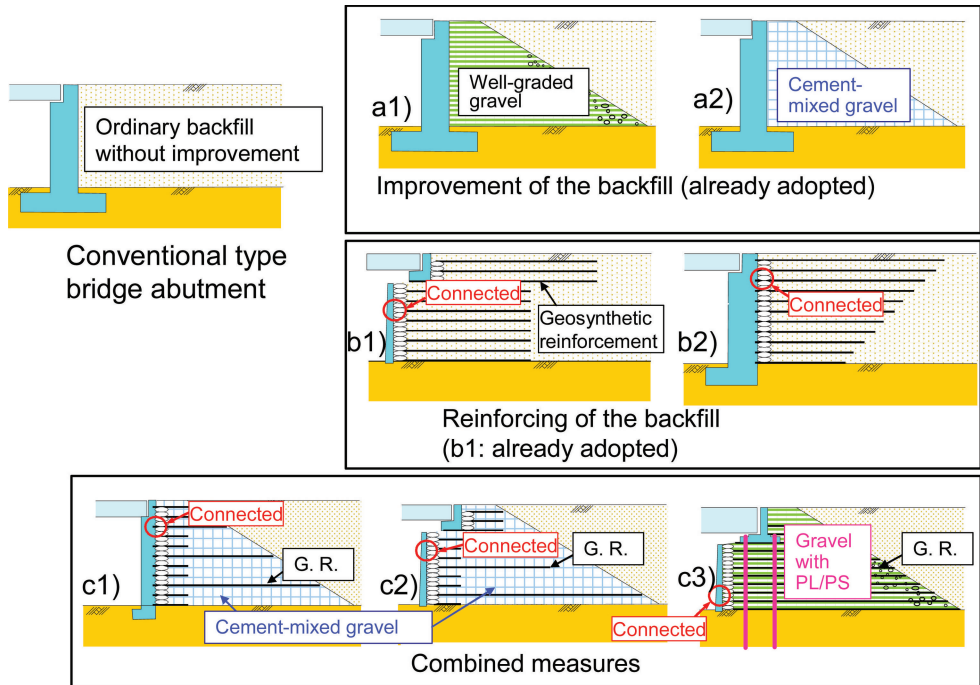 Ordinary backfill
without improvement
Conventional type
bridge abutment
a1)
Well-graded
gravel
a2)
Cement-
mixed gravel
Improvement of the backfill (already adopted)
b1)
Connected
Geosynthetic
reinforcement
b2)
Connected
Reinforcing of the backfill
(b1: already adopted)
c1)
Connected
G. R.
c2)
Connected
G. R.
Cement-mixed gravel
c3)
Gravel
with
PL/PS
G. R.
Connected
Combined measures